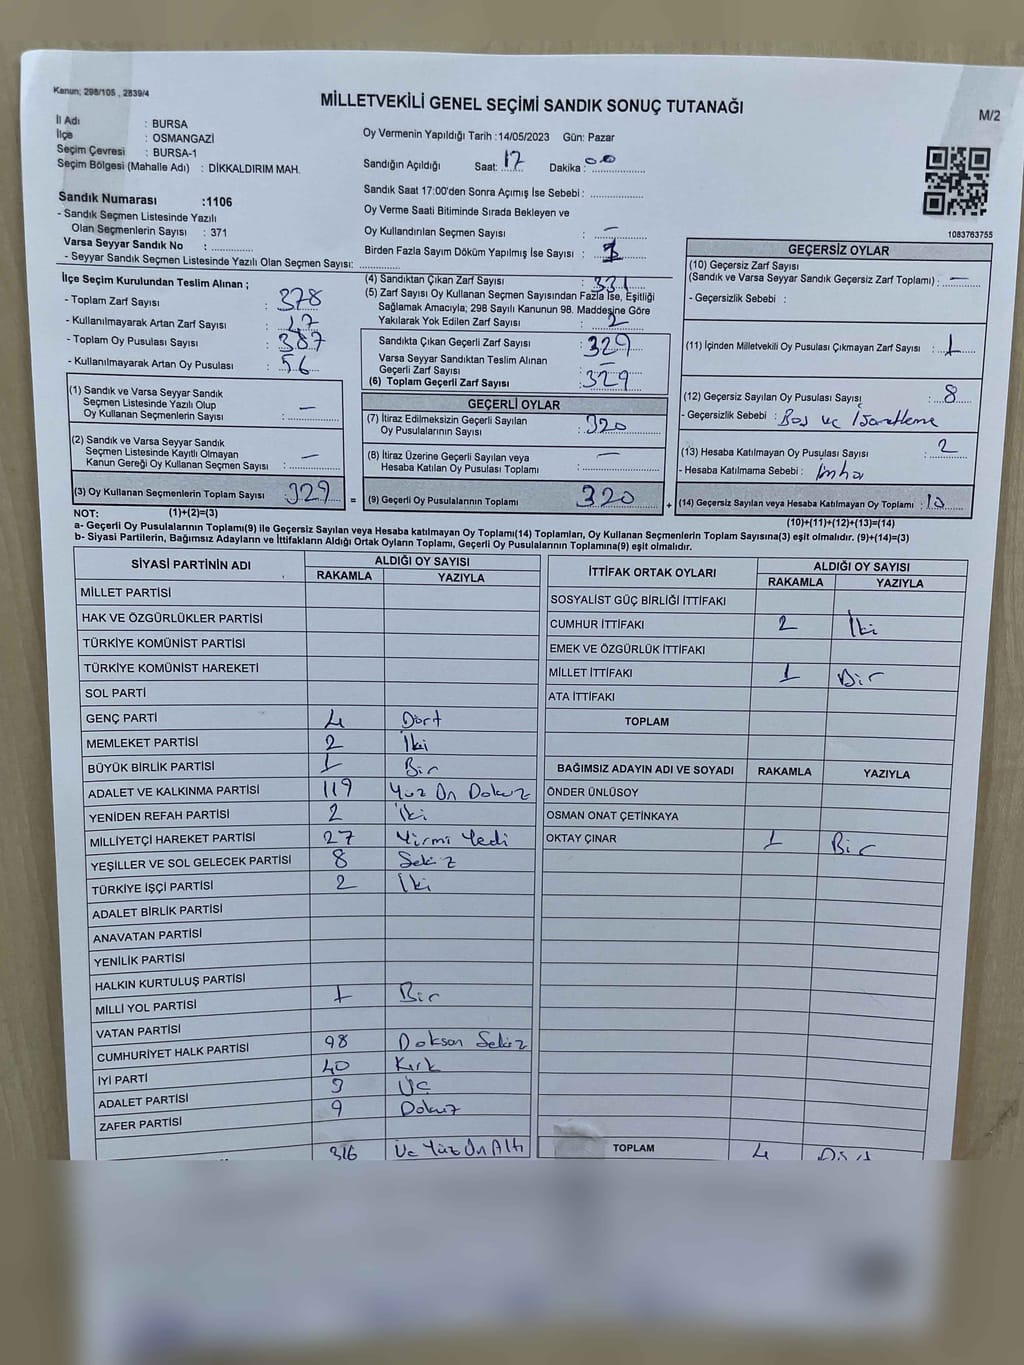 Kanun; 298/105 , 2839/4
MİLLETVEKİLİ GENEL SEÇİMİ SANDIK SONUÇ TUTANAĞI
M/2
İl Adı : BURSA
İlçe : OSMANGAZİ
Seçim Çevresi : BURSA-1
Seçim Bölgesi (Mahalle Adı) : DİKKALDIRIM MAH.
Oy Vermenin Yapıldığı Tarih :14/05/2023 Gün: Pazar
Sandığın Açıldığı Saat: 17 Dakika : 00
Sandık Saat 17:00'den Sonra Açımış İse Sebebi :
Oy Verme Saati Bitiminde Sırada Bekleyen ve
Oy Kullandırılan Seçmen Sayısı : –
Birden Fazla Sayım Döküm Yapılmış İse Sayısı :
1083763755
Sandık Numarası :1106
- Sandık Seçmen Listesinde Yazılı
Olan Seçmenlerin Sayısı : 371
Varsa Seyyar Sandık No :
- Seyyar Sandık Seçmen Listesinde Yazılı Olan Seçmen Sayısı:
İlçe Seçim Kurulundan Teslim Alınan ;
- Toplam Zarf Sayısı : 378
- Kullanılmayarak Artan Zarf Sayısı : 47
- Toplam Oy Pusulası Sayısı : 387
- Kullanılmayarak Artan Oy Pusulası : 56
(1) Sandık ve Varsa Seyyar Sandık
Seçmen Listesinde Yazılı Olup
Oy Kullanan Seçmenlerin Sayısı : –
(2) Sandık ve Varsa Seyyar Sandık
Seçmen Listesinde Kayıtlı Olmayan
Kanun Gereği Oy Kullanan Seçmen Sayısı : –
(3) Oy Kullanan Seçmenlerin Toplam Sayısı 329 =
(4) Sandıktan Çıkan Zarf Sayısı : 331
(5) Zarf Sayısı Oy Kullanan Seçmen Sayısından Fazla İse, Eşitliği
Sağlamak Amacıyla; 298 Sayılı Kanunun 98. Maddesine Göre
Yakılarak Yok Edilen Zarf Sayısı : 2
Sandıkta Çıkan Geçerli Zarf Sayısı : 329
Varsa Seyyar Sandıktan Teslim Alınan
Geçerli Zarf Sayısı : –
(6) Toplam Geçerli Zarf Sayısı : 329
GEÇERLİ OYLAR
(7) İtiraz Edilmeksizin Geçerli Sayılan
Oy Pusulalarının Sayısı : 320
(8) İtiraz Üzerine Geçerli Sayılan veya
Hesaba Katılan Oy Pusulası Toplamı : –
(9) Geçerli Oy Pusulalarının Toplamı : 320 +
GEÇERSİZ OYLAR
(10) Geçersiz Zarf Sayısı
(Sandık ve Varsa Seyyar Sandık Geçersiz Zarf Toplamı) : –
- Geçersizlik Sebebi :
(11) İçinden Milletvekili Oy Pusulası Çıkmayan Zarf Sayısı : 1
(12) Geçersiz Sayılan Oy Pusulası Sayısı : 8
- Geçersizlik Sebebi : Boş ve İşaretleme
(13) Hesaba Katılmayan Oy Pusulası Sayısı : 2
- Hesaba Katılmama Sebebi : İmha
(14) Geçersiz Sayılan veya Hesaba Katılmayan Oy Toplamı : 10
NOT: (1)+(2)=(3)
(10)+(11)+(12)+(13)=(14)
a- Geçerli Oy Pusulalarının Toplamı(9) ile Geçersiz Sayılan veya Hesaba katılmayan Oy Toplamı(14) Toplamları, Oy Kullanan Seçmenlerin Toplam Sayısına(3) eşit olmalıdır. (9)+(14)=(3)
b- Siyasi Partilerin, Bağımsız Adayların ve İttifakların Aldığı Ortak Oyların Toplamı, Geçerli Oy Pusulalarının Toplamına(9) eşit olmalıdır.
SİYASİ PARTİNİN ADI ALDIĞI OY SAYISI
RAKAMLA YAZIYLA
MİLLET PARTİSİ
HAK VE ÖZGÜRLÜKLER PARTİSİ
TÜRKİYE KOMÜNİST PARTİSİ
TÜRKİYE KOMÜNİST HAREKETİ
SOL PARTİ
GENÇ PARTİ 4 Dört
MEMLEKET PARTİSİ 2 İki
BÜYÜK BİRLİK PARTİSİ 1 Bir
ADALET VE KALKINMA PARTİSİ 119 Yüz On Dokuz
YENİDEN REFAH PARTİSİ 2 İki
MİLLİYETÇİ HAREKET PARTİSİ 27 Yirmi Yedi
YEŞİLLER VE SOL GELECEK PARTİSİ 8 Sekiz
TÜRKİYE İŞÇİ PARTİSİ 2 İki
ADALET BİRLİK PARTİSİ
ANAVATAN PARTİSİ
YENİLİK PARTİSİ
HALKIN KURTULUŞ PARTİSİ
MİLLİ YOL PARTİSİ 1 Bir
VATAN PARTİSİ
CUMHURİYET HALK PARTİSİ 98 Doksan Sekiz
İYİ PARTİ 40 Kırk
ADALET PARTİSİ 3 Üç
ZAFER PARTİSİ 9 Dokuz
316 Üç Yüz On Altı
İTTİFAK ORTAK OYLARI ALDIĞI OY SAYISI
RAKAMLA YAZIYLA
SOSYALİST GÜÇ BİRLİĞİ İTTİFAKI
CUMHUR İTTİFAKI 2 İki
EMEK VE ÖZGÜRLÜK İTTİFAKI
MİLLET İTTİFAKI 1 Bir
ATA İTTİFAKI
TOPLAM
BAĞIMSIZ ADAYIN ADI VE SOYADI RAKAMLA YAZIYLA
ÖNDER ÜNLÜSOY
OSMAN ONAT ÇETİNKAYA
OKTAY ÇINAR 1 Bir
TOPLAM 4 Dört